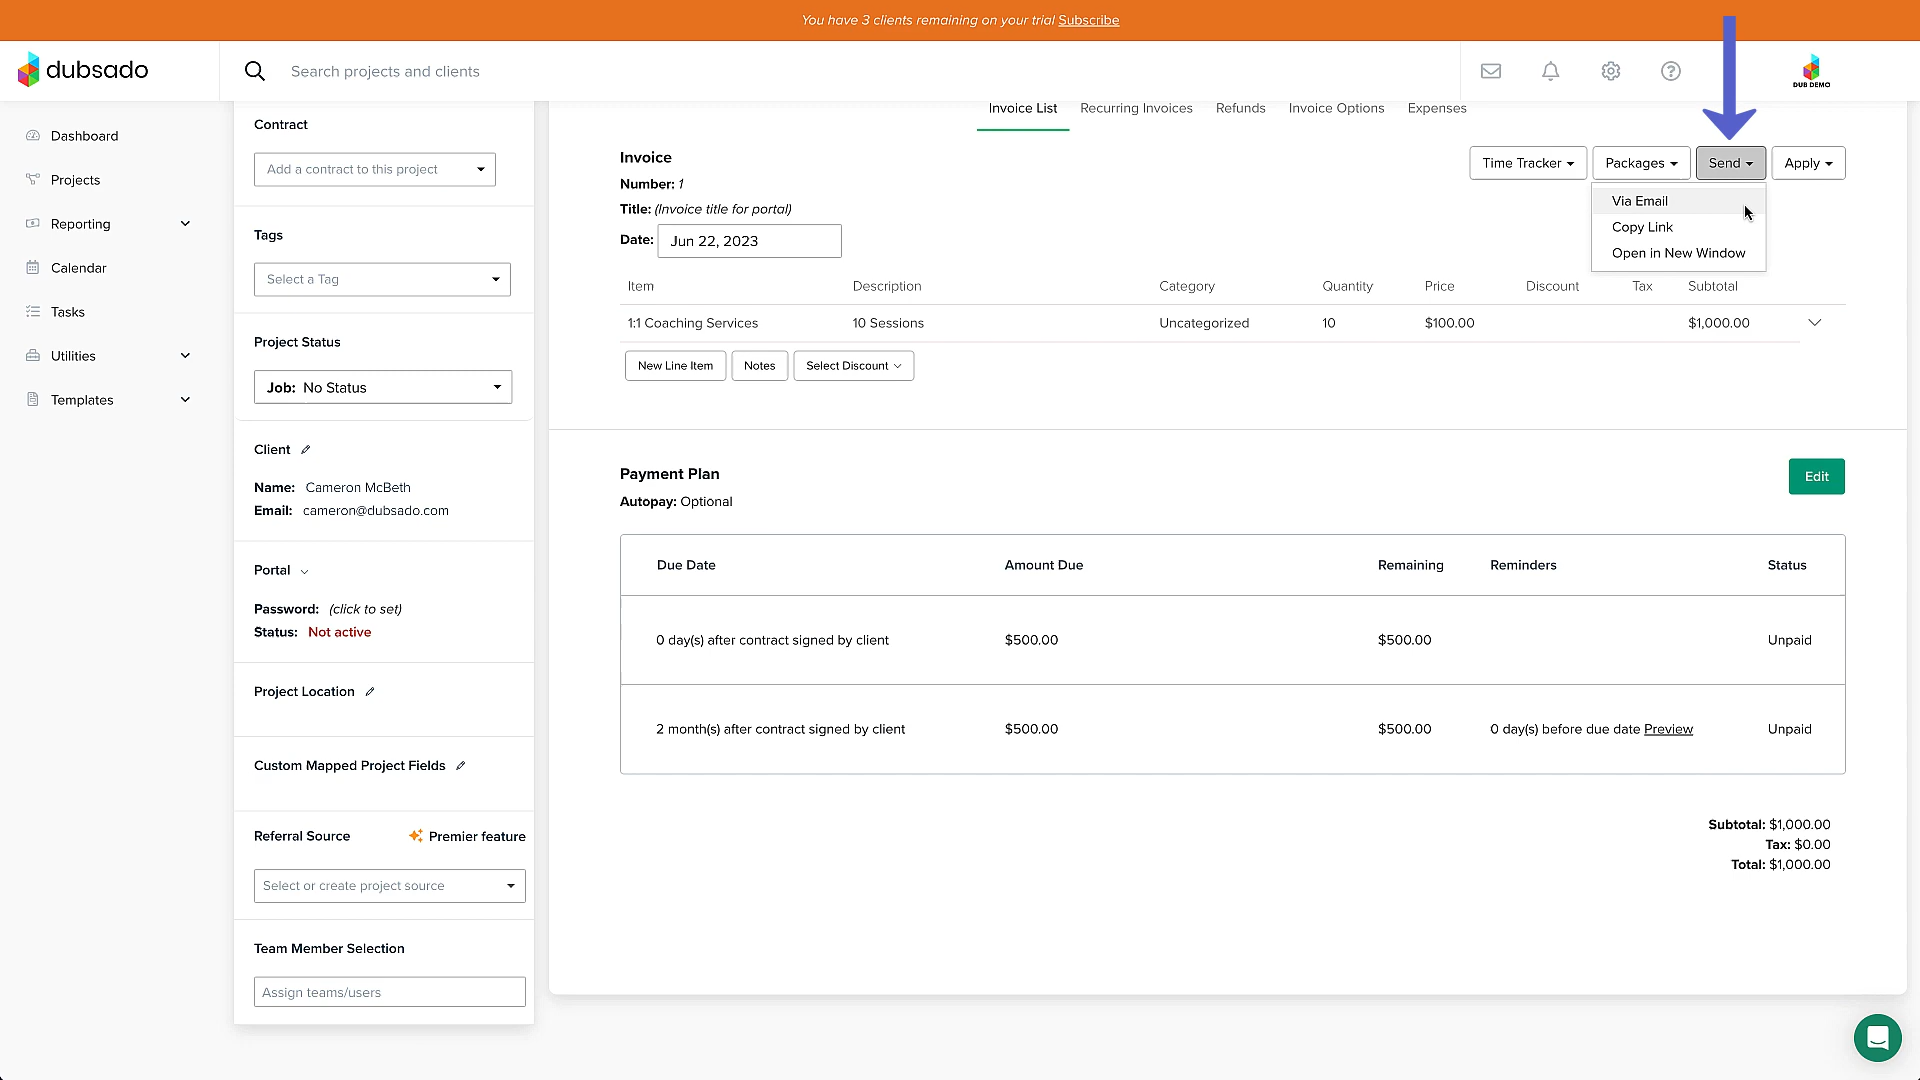 You have 3 clients remaining on your trial Subscribe
dubsado
Search projects and clients
DUB DEMO
Dashboard
Projects
Reporting
Calendar
Tasks
Utilities
Templates
Contract
Add a contract to this project
Tags
Select a Tag
Project Status
Job: No Status
Client
Name: Cameron McBeth
Email: cameron@dubsado.com
Portal
Password: (click to set)
Status: Not active
Project Location
Custom Mapped Project Fields
Referral Source Premier feature
Select or create project source
Team Member Selection
Assign teams/users
Invoice List Recurring Invoices Refunds Invoice Options Expenses
Invoice
Number: 1
Title: (Invoice title for portal)
Date: Jun 22, 2023
Time Tracker Packages Send Apply
Via Email
Copy Link
Open in New Window
Item Description Category Quantity Price Discount Tax Subtotal
1:1 Coaching Services 10 Sessions Uncategorized 10 $100.00 $1,000.00
New Line Item Notes Select Discount
Payment Plan
Edit
Autopay: Optional
Due Date Amount Due Remaining Reminders Status
0 day(s) after contract signed by client $500.00 $500.00 Unpaid
2 month(s) after contract signed by client $500.00 $500.00 0 day(s) before due date Preview Unpaid
Subtotal: $1,000.00
Tax: $0.00
Total: $1,000.00